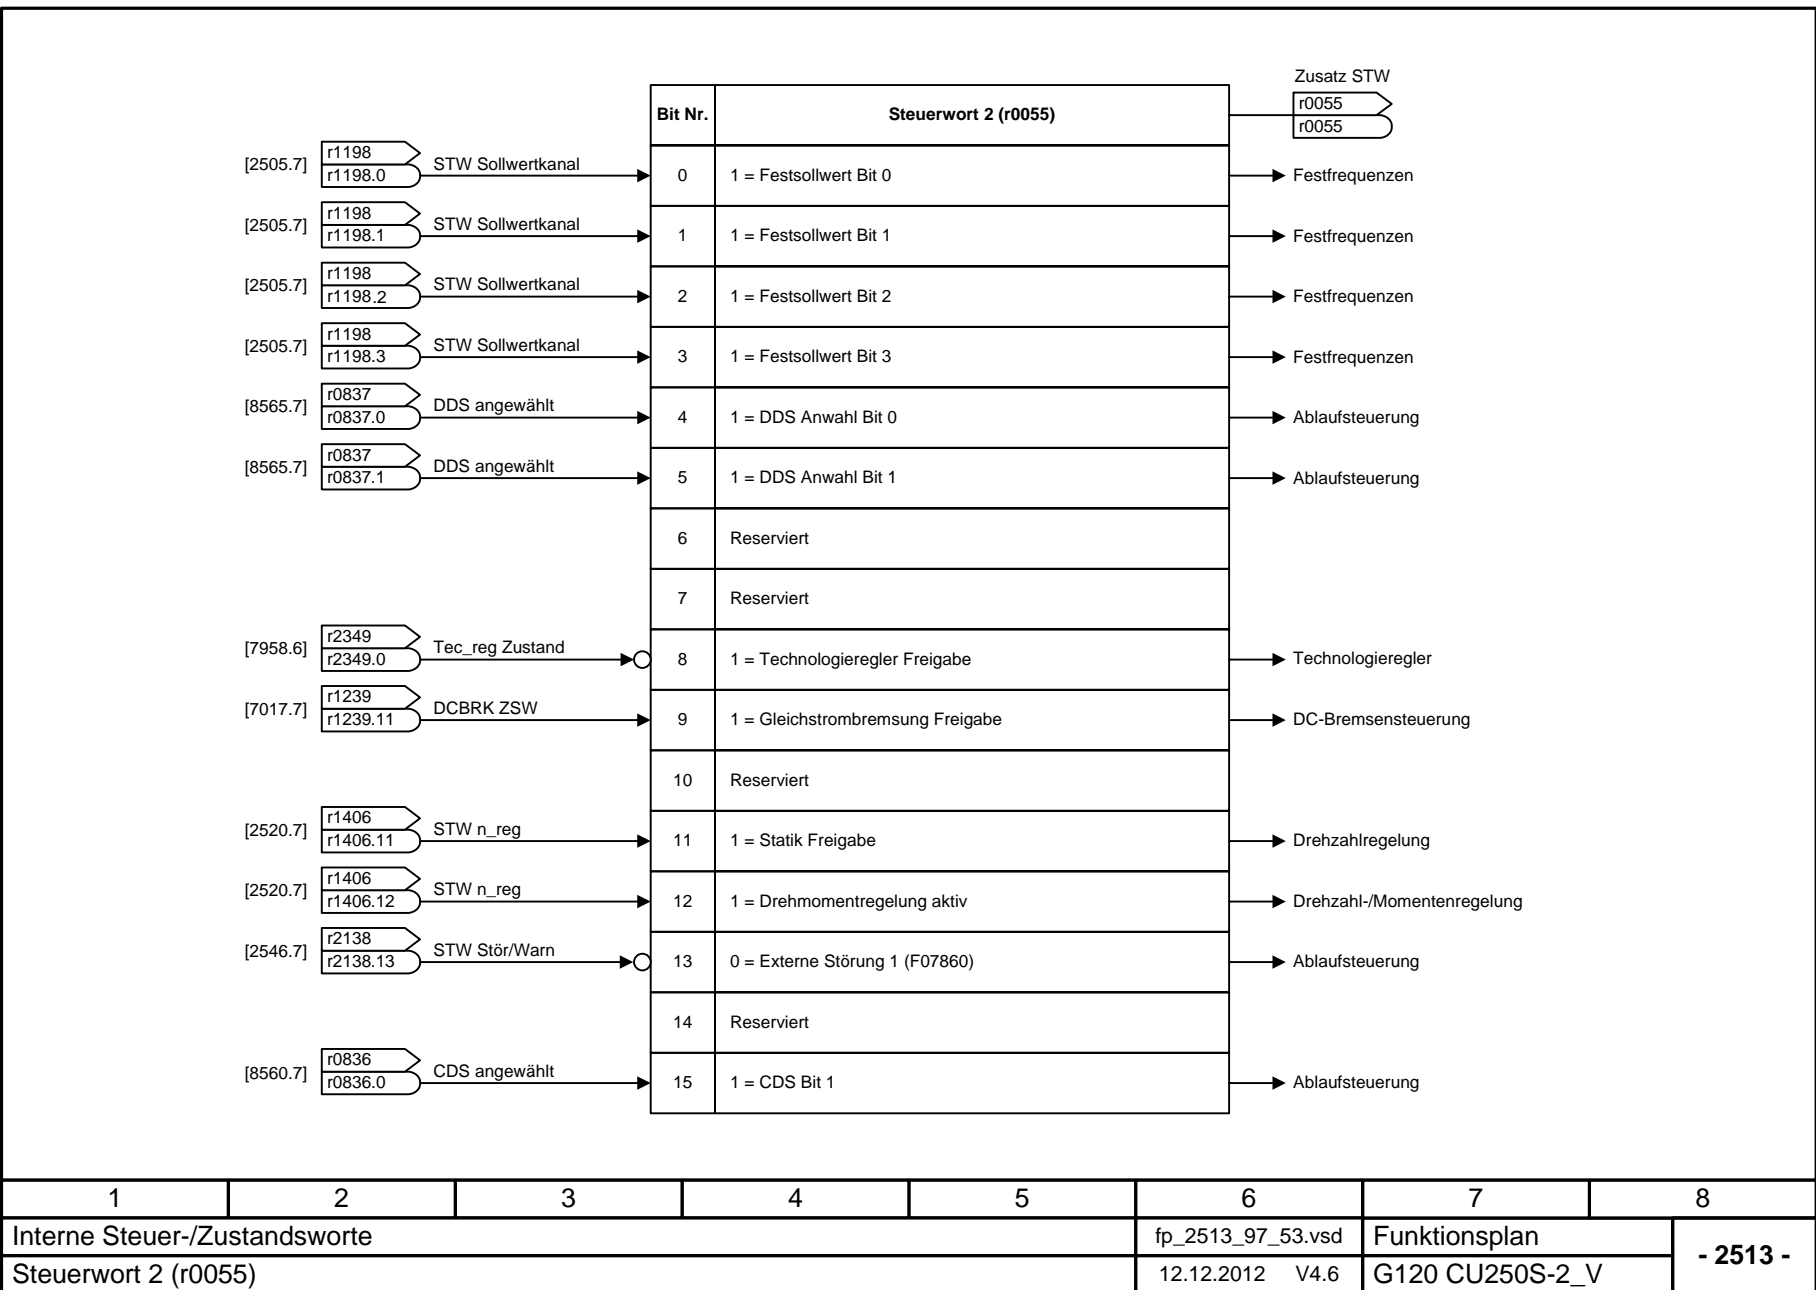 Zusatz STW
Bit Nr. Steuerwort 2 (r0055) r0055
r0055
[2505.7] r1198 STW Sollwertkanal
r1198.0 0 1 = Festsollwert Bit 0 Festfrequenzen
[2505.7] r1198 STW Sollwertkanal
r1198.1 1 1 = Festsollwert Bit 1 Festfrequenzen
[2505.7] r1198 STW Sollwertkanal
r1198.2 2 1 = Festsollwert Bit 2 Festfrequenzen
[2505.7] r1198 STW Sollwertkanal
r1198.3 3 1 = Festsollwert Bit 3 Festfrequenzen
[8565.7] r0837 DDS angewählt
r0837.0 4 1 = DDS Anwahl Bit 0 Ablaufsteuerung
[8565.7] r0837 DDS angewählt
r0837.1 5 1 = DDS Anwahl Bit 1 Ablaufsteuerung
6 Reserviert
7 Reserviert
[7958.6] r2349 Tec_reg Zustand
r2349.0 8 1 = Technologieregler Freigabe Technologieregler
[7017.7] r1239 DCBRK ZSW
r1239.11 9 1 = Gleichstrombremsung Freigabe DC-Bremsensteuerung
10 Reserviert
[2520.7] r1406 STW n_reg
r1406.11 11 1 = Statik Freigabe Drehzahlregelung
[2520.7] r1406 STW n_reg
r1406.12 12 1 = Drehmomentregelung aktiv Drehzahl-/Momentenregelung
[2546.7] r2138 STW Stör/Warn
r2138.13 13 0 = Externe Störung 1 (F07860) Ablaufsteuerung
14 Reserviert
[8560.7] r0836 CDS angewählt
r0836.0 15 1 = CDS Bit 1 Ablaufsteuerung
1 2 3 4 5 6 7 8
Interne Steuer-/Zustandsworte fp_2513_97_53.vsd Funktionsplan - 2513 -
Steuerwort 2 (r0055) 12.12.2012 V4.6 G120 CU250S-2_V